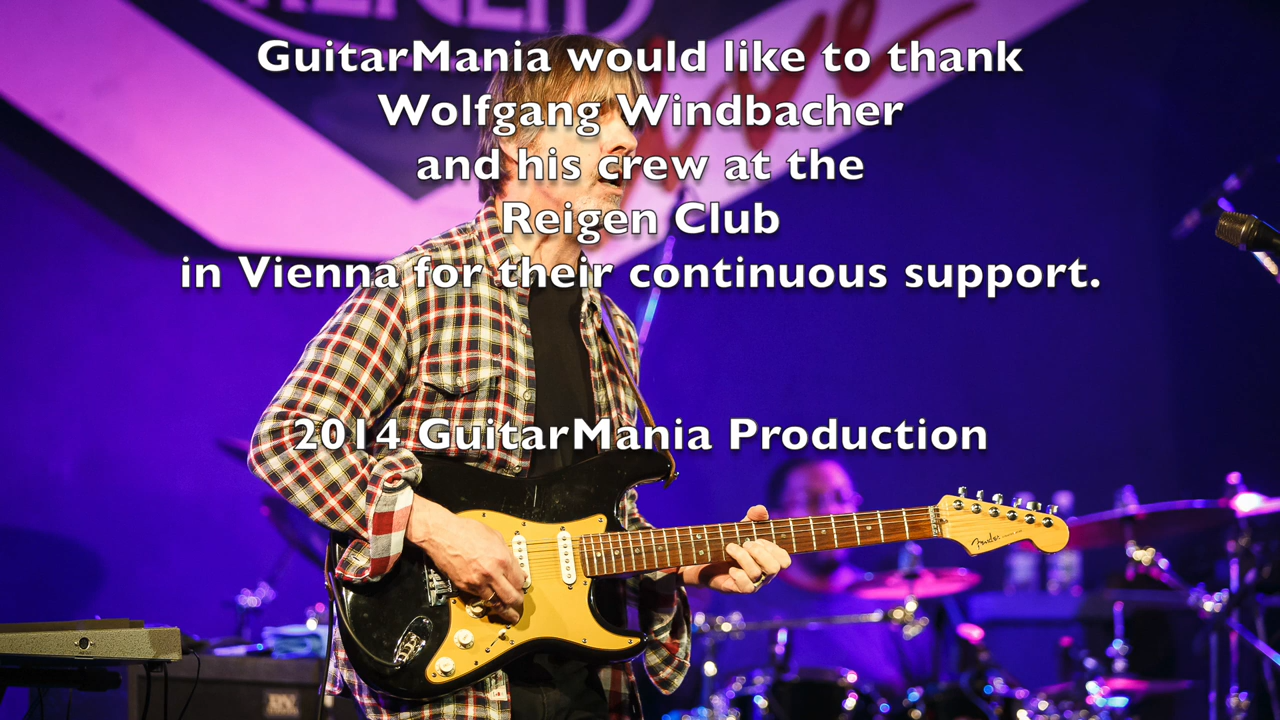 GuitarMania would like to thank
Wolfgang Windbacher
and his crew at the
Reigen Club
in Vienna for their continuous support.
2014 GuitarMania Production
Fender